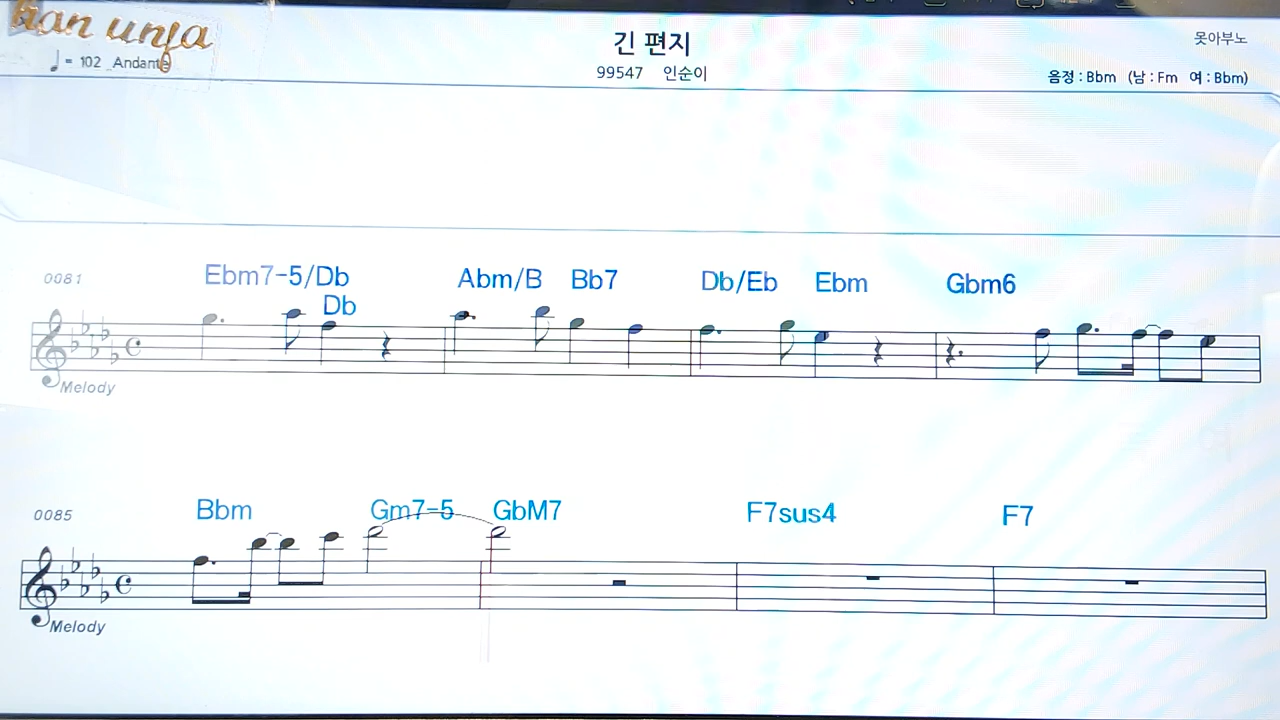 han unja
♩ = 102 _Andante
긴 편지
99547 인순이
못아부노
음정 : Bbm (남 : Fm 여 : Bbm)
0081
Ebm7-5/Db
Db
Abm/B
Bb7
Db/Eb
Ebm
Gbm6
Melody
0085
Bbm
Gm7-5
GbM7
F7sus4
F7
Melody